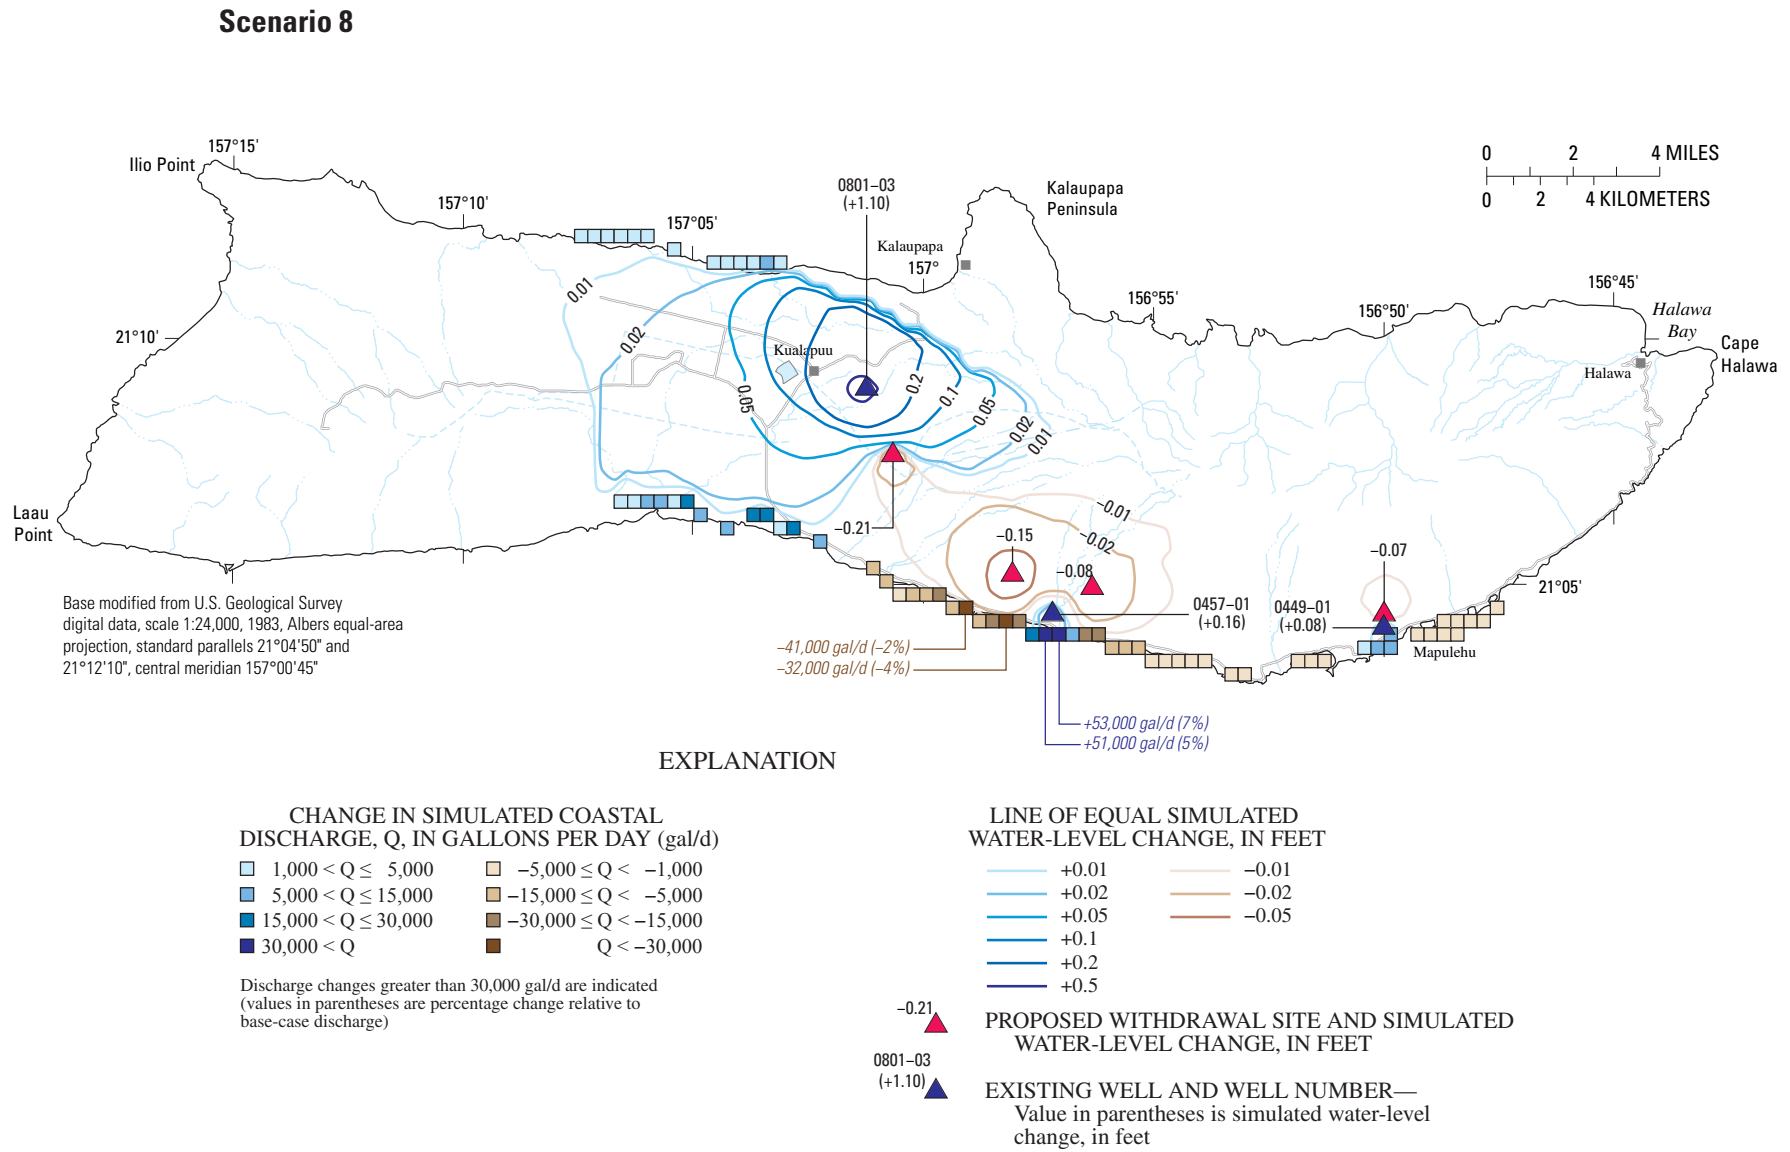 Scenario 8
157°15'
Ilio Point
157°10'
157°05'
0801–03
(+1.10)
Kalaupapa
Peninsula
Kalaupapa
157°
0 2 4 MILES
0 2 4 KILOMETERS
156°55'
156°50'
156°45'
Halawa
Bay
Cape
Halawa
Halawa
21°10'
0.01
0.02
Kualapuu
0.05
0.2
0.1
0.05
0.02
0.01
Laau
Point
−0.21
−0.01
−0.02
−0.15
−0.08
−0.07
21°05'
0457–01
(+0.16)
0449–01
(+0.08)
Mapulehu
Base modified from U.S. Geological Survey
digital data, scale 1:24,000, 1983, Albers equal-area
projection, standard parallels 21°04'50" and
21°12'10", central meridian 157°00'45"
−41,000 gal/d (−2%)
−32,000 gal/d (−4%)
+53,000 gal/d (7%)
+51,000 gal/d (5%)
EXPLANATION
CHANGE IN SIMULATED COASTAL
DISCHARGE, Q, IN GALLONS PER DAY (gal/d)
1,000 < Q ≤ 5,000
5,000 < Q ≤ 15,000
15,000 < Q ≤ 30,000
30,000 < Q
−5,000 ≤ Q < −1,000
−15,000 ≤ Q < −5,000
−30,000 ≤ Q < −15,000
Q < −30,000
Discharge changes greater than 30,000 gal/d are indicated
(values in parentheses are percentage change relative to
base-case discharge)
LINE OF EQUAL SIMULATED
WATER-LEVEL CHANGE, IN FEET
+0.01
+0.02
+0.05
+0.1
+0.2
+0.5
−0.01
−0.02
−0.05
−0.21
PROPOSED WITHDRAWAL SITE AND SIMULATED
WATER-LEVEL CHANGE, IN FEET
0801–03
(+1.10)
EXISTING WELL AND WELL NUMBER—
Value in parentheses is simulated water-level
change, in feet